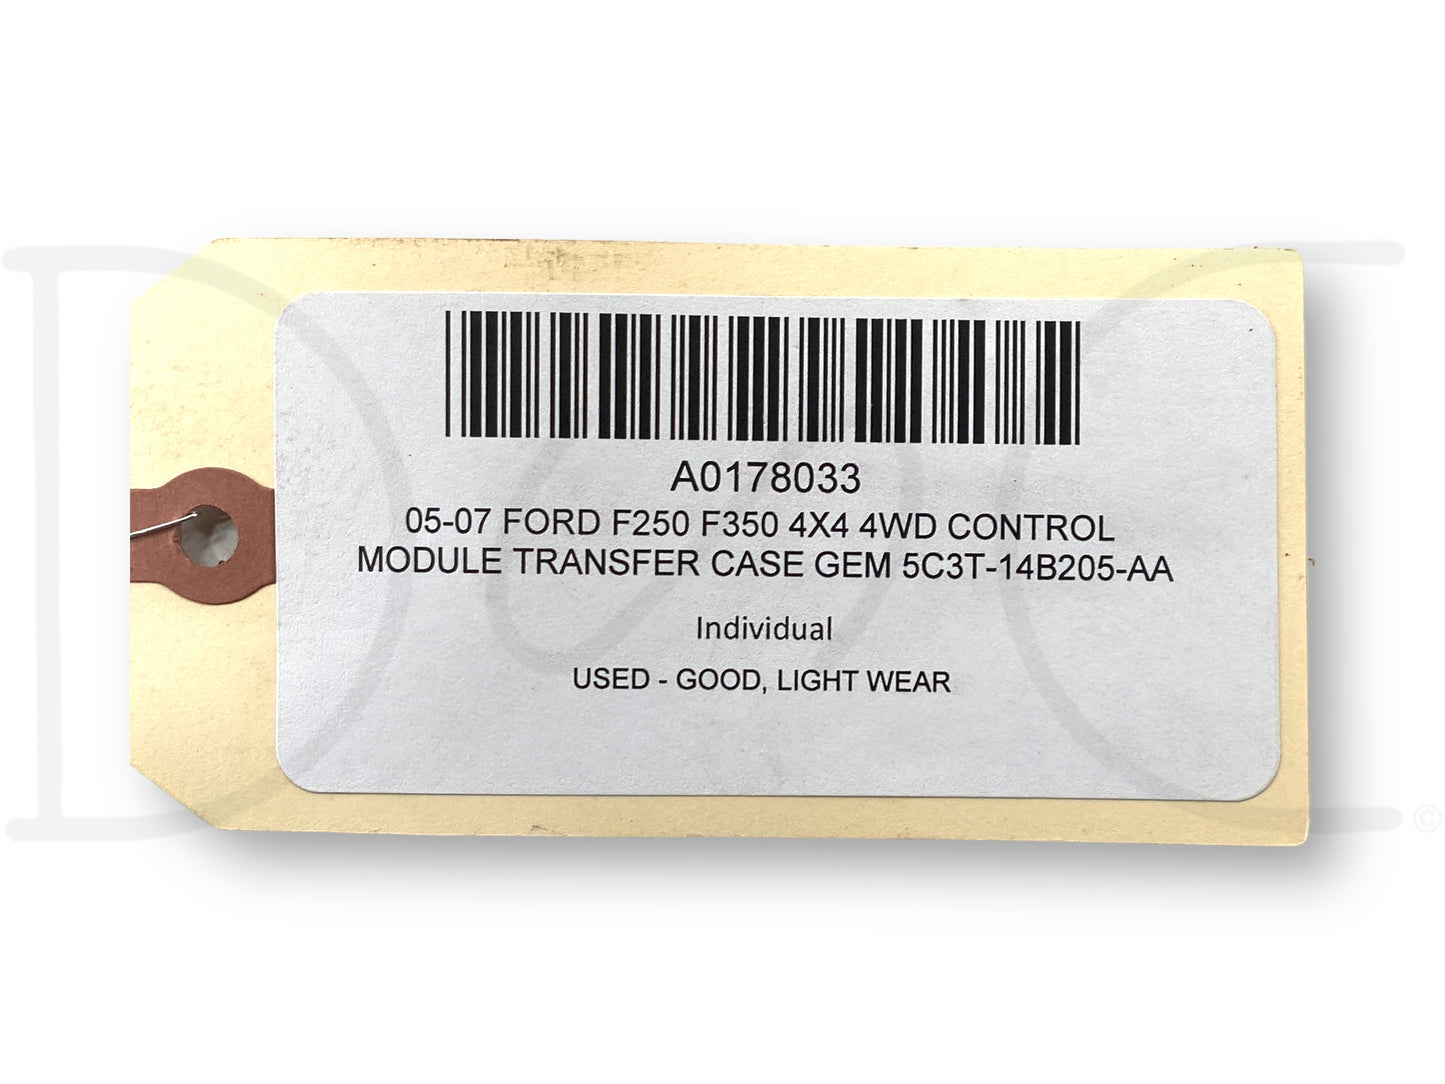 A0178033
05-07 FORD F250 F350 4X4 4WD CONTROL
MODULE TRANSFER CASE GEM 5C3T-14B205-AA
Individual
USED - GOOD, LIGHT WEAR
©